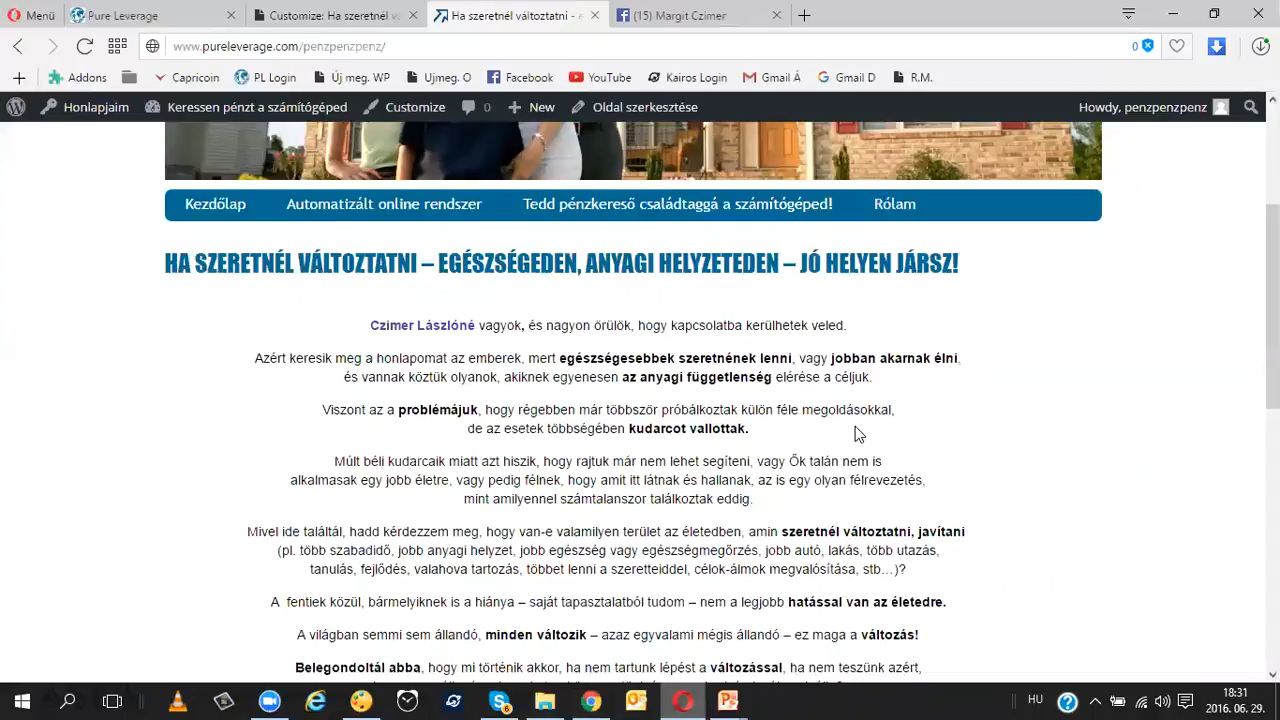 Menü
Pure Leverage
Customize: Ha szeretnél v
Ha szeretnél változtatni - e
(15) Margit Czimer
www.pureleverage.com/penzpenzpenz/
0
Addons
Capricoin
PL Login
Új meg. WP
Ujmeg. O
Facebook
YouTube
Kairos Login
Gmail Á
Gmail D
R.M.
Honlapjaim
Keressen pénzt a számítógéped
Customize
0
New
Oldal szerkesztése
Howdy, penzpenzpenz
Kezdőlap
Automatizált online rendszer
Tedd pénzkereső családtaggá a számítógéped!
Rólam
HA SZERETNÉL VÁLTOZTATNI – EGÉSZSÉGEDEN, ANYAGI HELYZETEDEN – JÓ HELYEN JÁRSZ!
Czimer Lászlóné vagyok, és nagyon örülök, hogy kapcsolatba kerülhetek veled.
Azért keresik meg a honlapomat az emberek, mert egészségesebbek szeretnének lenni, vagy jobban akarnak élni,
és vannak köztük olyanok, akiknek egyenesen az anyagi függetlenség elérése a céljuk.
Viszont az a problémájuk, hogy régebben már többször próbálkoztak külön féle megoldásokkal,
de az esetek többségében kudarcot vallottak.
Múlt béli kudarcaik miatt azt hiszik, hogy rajtuk már nem lehet segíteni, vagy Ők talán nem is
alkalmasak egy jobb életre, vagy pedig félnek, hogy amit itt látnak és hallanak, az is egy olyan félrevezetés,
mint amilyennel számtalanszor találkoztak eddig.
Mivel ide találtál, hadd kérdezzem meg, hogy van-e valamilyen terület az életedben, amin szeretnél változtatni, javítani
(pl. több szabadidő, jobb anyagi helyzet, jobb egészség vagy egészségmegőrzés, jobb autó, lakás, több utazás,
tanulás, fejlődés, valahova tartozás, többet lenni a szeretteiddel, célok-álmok megvalósítása, stb…)?
A fentiek közül, bármelyiknek is a hiánya – saját tapasztalatból tudom – nem a legjobb hatással van az életedre.
A világban semmi sem állandó, minden változik – azaz egyvalami mégis állandó – ez maga a változás!
Belegondoltál abba, hogy mi történik akkor, ha nem tartunk lépést a változással, ha nem teszünk azért,
HU
18:31
2016. 06. 29.